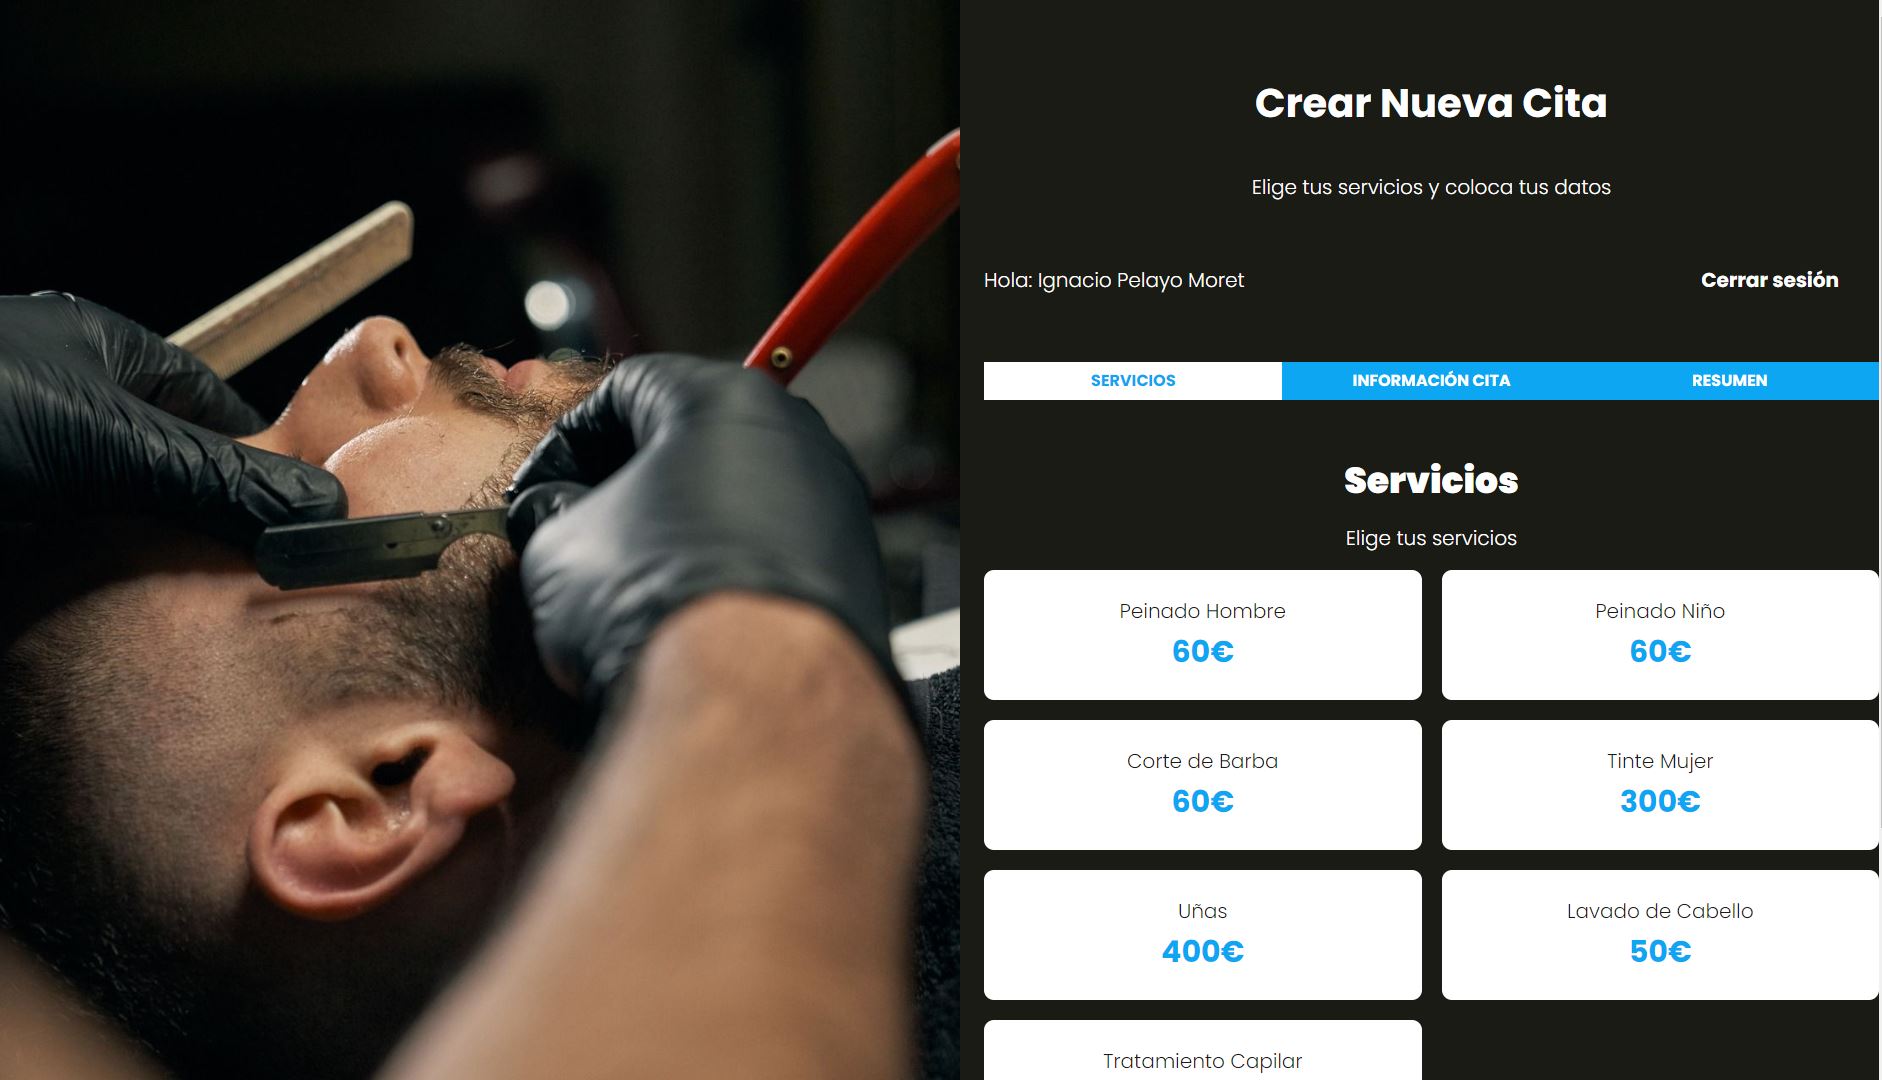 Crear Nueva Cita
Elige tus servicios y coloca tus datos
Hola: Ignacio Pelayo Moret
Cerrar sesión
SERVICIOS
INFORMACIÓN CITA
RESUMEN
Servicios
Elige tus servicios
Peinado Hombre
60€
Peinado Niño
60€
Corte de Barba
60€
Tinte Mujer
300€
Uñas
400€
Lavado de Cabello
50€
Tratamiento Capilar